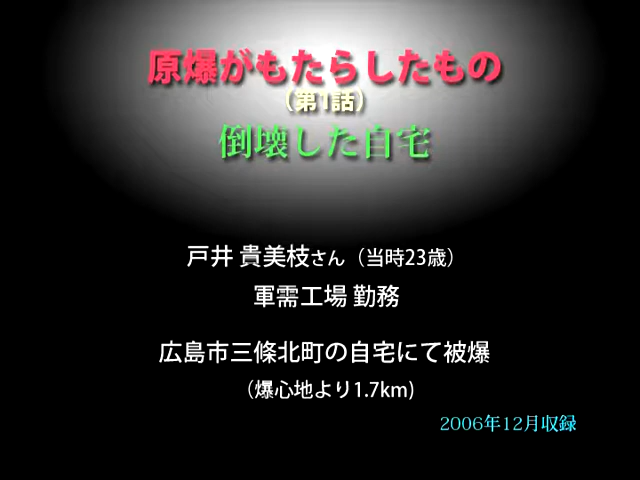 原爆がもたらしたもの
（第1話）
倒壊した自宅
戸井 貴美枝さん（当時23歳）
軍需工場 勤務
広島市三條北町の自宅にて被爆
（爆心地より1.7km)
2006年12月収録